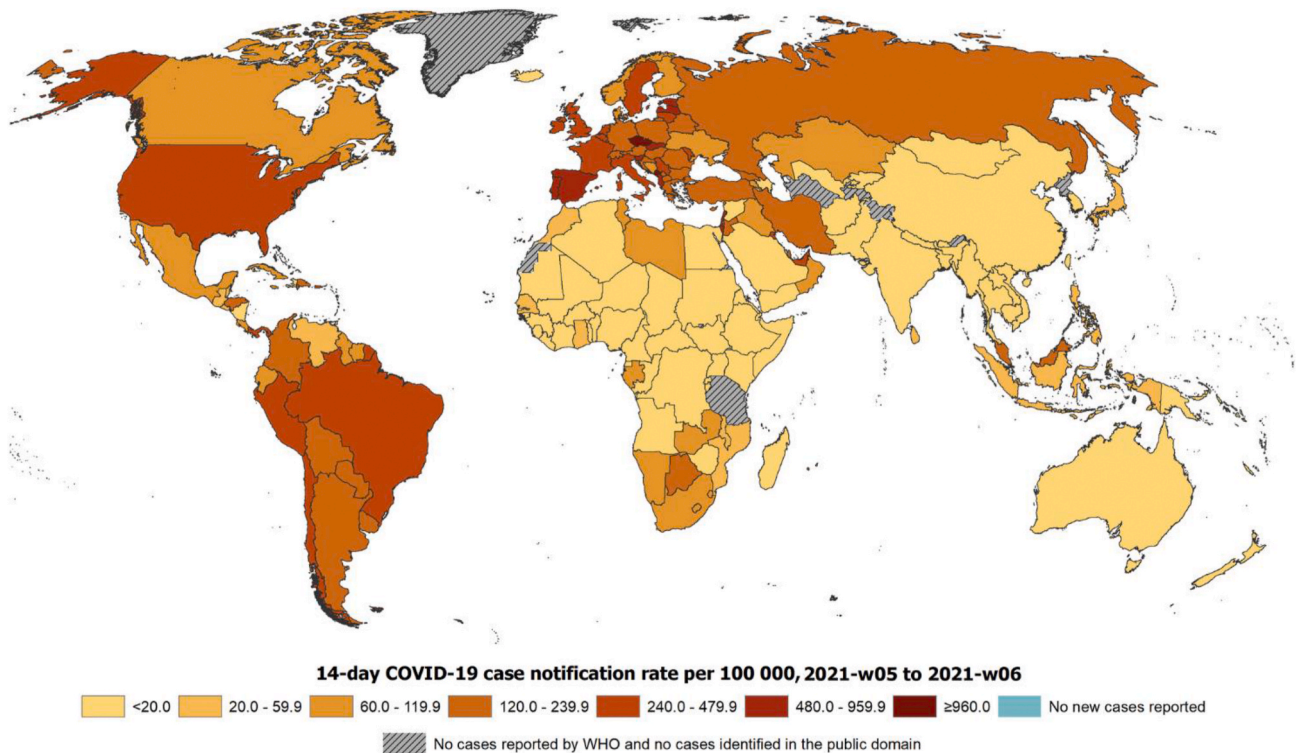 14-day COVID-19 case notification rate per 100 000, 2021-w05 to 2021-w06
<20.0 20.0 - 59.9 60.0 - 119.9 120.0 - 239.9 240.0 - 479.9 480.0 - 959.9 ≥960.0 No new cases reported
No cases reported by WHO and no cases identified in the public domain